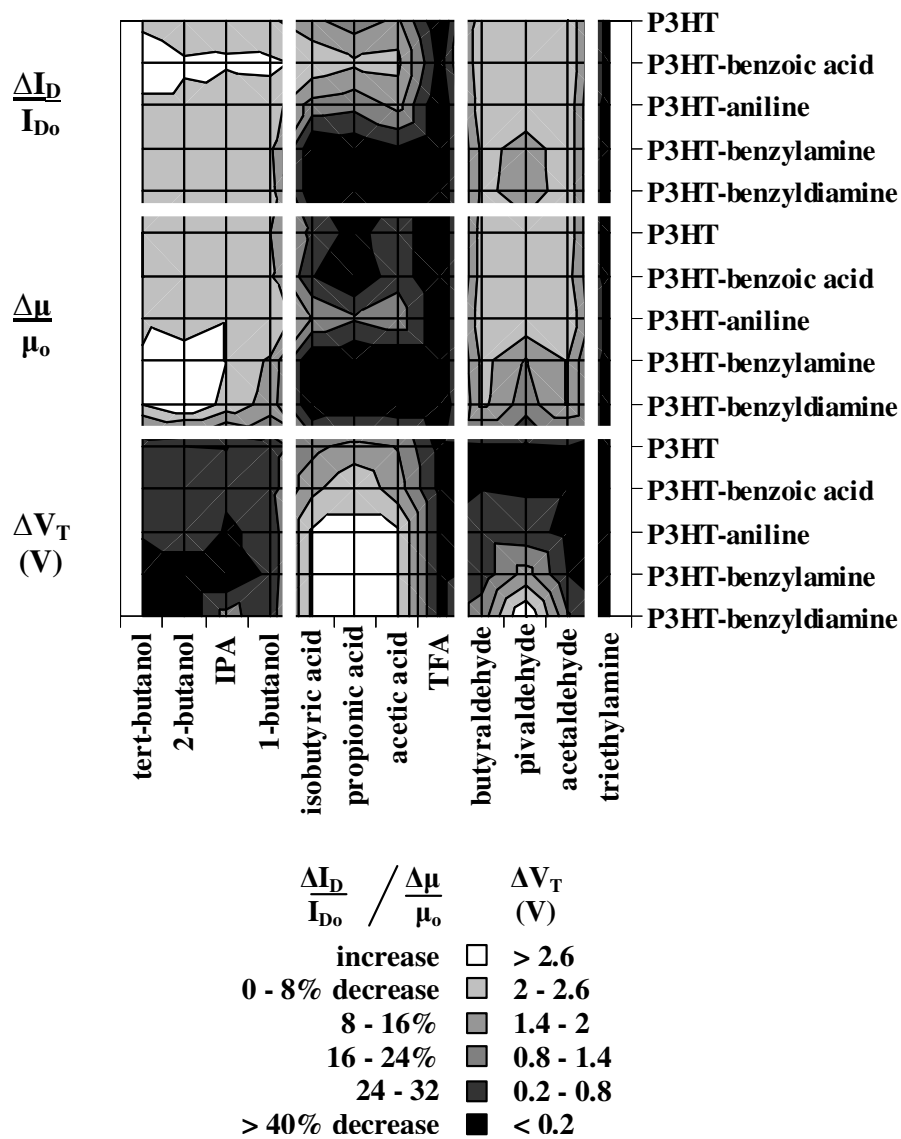 ΔI_D
I_Do
P3HT
P3HT-benzoic acid
P3HT-aniline
P3HT-benzylamine
P3HT-benzyldiamine
Δμ
μ_o
P3HT
P3HT-benzoic acid
P3HT-aniline
P3HT-benzylamine
P3HT-benzyldiamine
ΔV_T
(V)
P3HT
P3HT-benzoic acid
P3HT-aniline
P3HT-benzylamine
P3HT-benzyldiamine
tert-butanol
2-butanol
IPA
1-butanol
isobutyric acid
propionic acid
acetic acid
TFA
butyraldehyde
pivaldehyde
acetaldehyde
triethylamine
ΔI_D / Δμ ΔV_T
I_Do μ_o (V)
increase > 2.6
0 - 8% decrease 2 - 2.6
8 - 16% 1.4 - 2
16 - 24% 0.8 - 1.4
24 - 32 0.2 - 0.8
> 40% decrease < 0.2